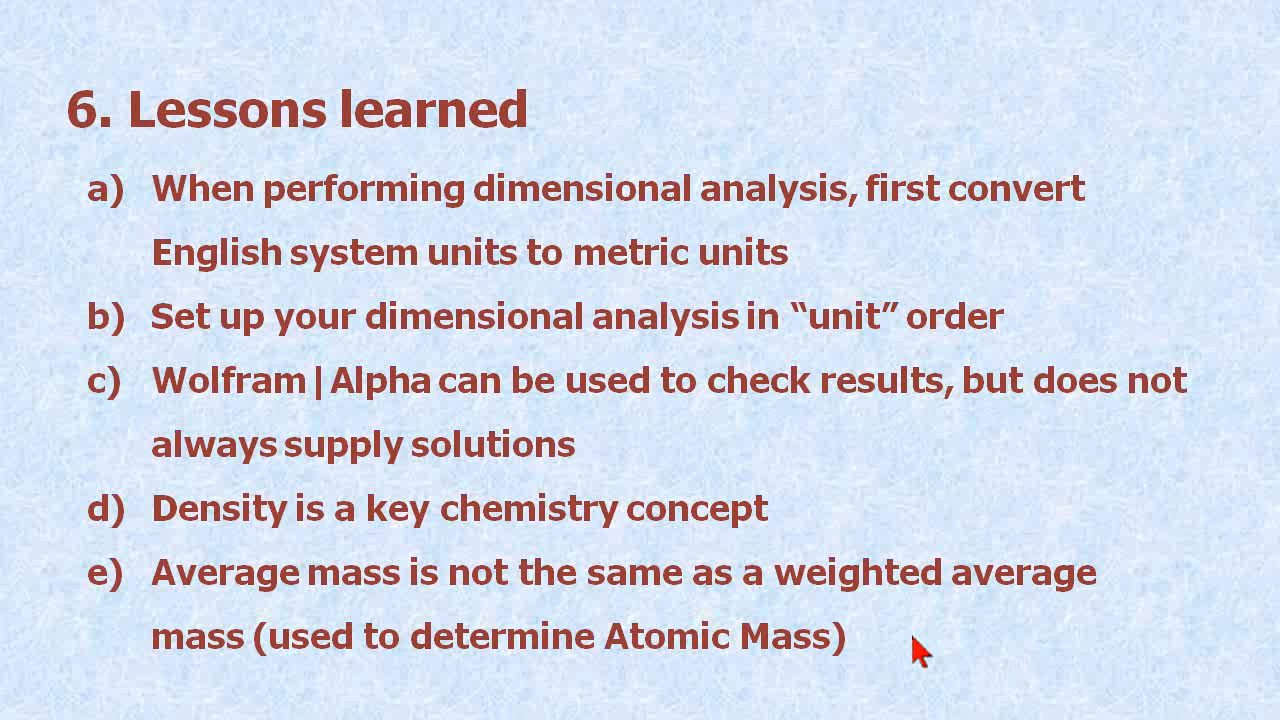 6. Lessons learned
a) When performing dimensional analysis, first convert
English system units to metric units
b) Set up your dimensional analysis in “unit” order
c) Wolfram|Alpha can be used to check results, but does not
always supply solutions
d) Density is a key chemistry concept
e) Average mass is not the same as a weighted average
mass (used to determine Atomic Mass)